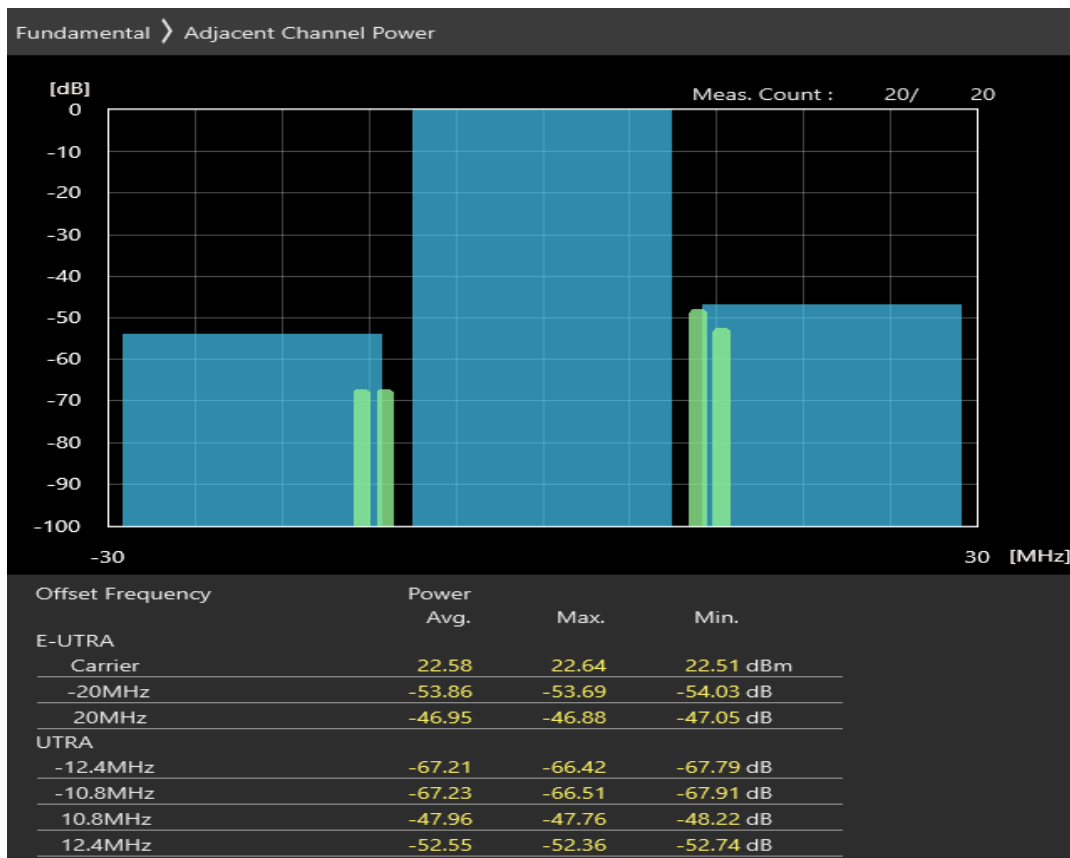 Fundamental 〉 Adjacent Channel Power
[dB]
Meas. Count : 20/ 20
0
-10
-20
-30
-40
-50
-60
-70
-80
-90
-100
-30 30 [MHz]
Offset Frequency Power
Avg. Max. Min.
E-UTRA
Carrier 22.58 22.64 22.51 dBm
-20MHz -53.86 -53.69 -54.03 dB
20MHz -46.95 -46.88 -47.05 dB
UTRA
-12.4MHz -67.21 -66.42 -67.79 dB
-10.8MHz -67.23 -66.51 -67.91 dB
10.8MHz -47.96 -47.76 -48.22 dB
12.4MHz -52.55 -52.36 -52.74 dB